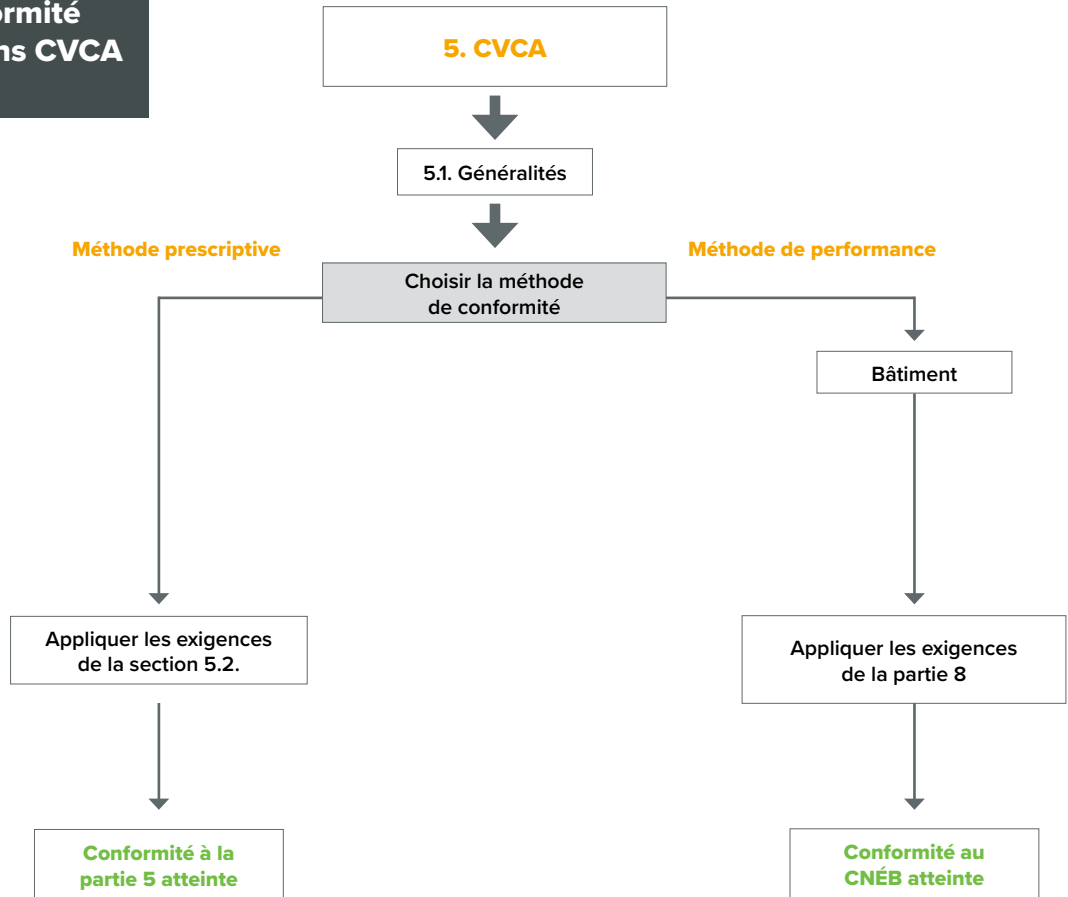 ns CVCA
5. CVCA
5.1. Généralités
Méthode prescriptive
Méthode de performance
Choisir la méthode
de conformité
Bâtiment
Appliquer les exigences
de la section 5.2.
Appliquer les exigences
de la partie 8
Conformité à la
partie 5 atteinte
Conformité au
CNÉB atteinte